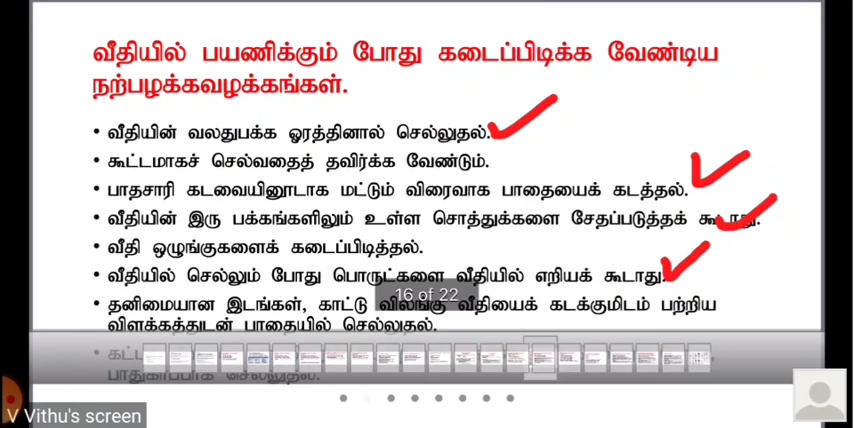 வீதியில் பயணிக்கும் போது கடைப்பிடிக்க வேண்டிய
நற்பழக்கவழக்கங்கள்.
• வீதியின் வலதுபக்க ஓரத்தினால் செல்லுதல்.
• கூட்டமாகச் செல்வதைத் தவிர்க்க வேண்டும்.
• பாதசாரி கடவையினூடாக மட்டும் விரைவாக பாதையைக் கடத்தல்.
• வீதியின் இரு பக்கங்களிலும் உள்ள சொத்துக்களை சேதப்படுத்தக் கூடாது.
• வீதி ஒழுங்குகளைக் கடைப்பிடித்தல்.
• வீதியில் செல்லும் போது பொருட்களை வீதியில் எறியக் கூடாது.
16 of 22
• தனிமையான இடங்கள், காட்டு விலங்கு வீதியைக் கடக்குமிடம் பற்றிய
விளக்கத்துடன் பாதையில் செல்லுதல்.
பாதுகாப்பாக செல்லுதல்.
V Vithu's screen